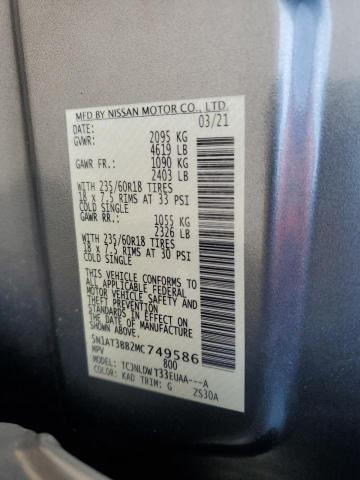 MFD BY NISSAN MOTOR CO., LTD.
DATE: 03/21
GVWR: 2095 KG
4619 LB
GAWR FR.: 1090 KG
2403 LB
WITH 235/60R18 TIRES
18 x 7.5 RIMS AT 33 PSI
COLD SINGLE
GAWR RR.: 1055 KG
2326 LB
WITH 235/60R18 TIRES
18 x 7.5 RIMS AT 30 PSI
COLD SINGLE
THIS VEHICLE CONFORMS TO
ALL APPLICABLE FEDERAL
MOTOR VEHICLE SAFETY, BUMPER,
AND THEFT PREVENTION
STANDARDS IN EFFECT ON THE
DATE OF MANUFACTURE SHOWN
ABOVE.
5N1AT3BB2MC749586
MPV 800
TYPE: TCJNLDWT33EUAA---A
COLOR: KAD TRIM: G ZS30A